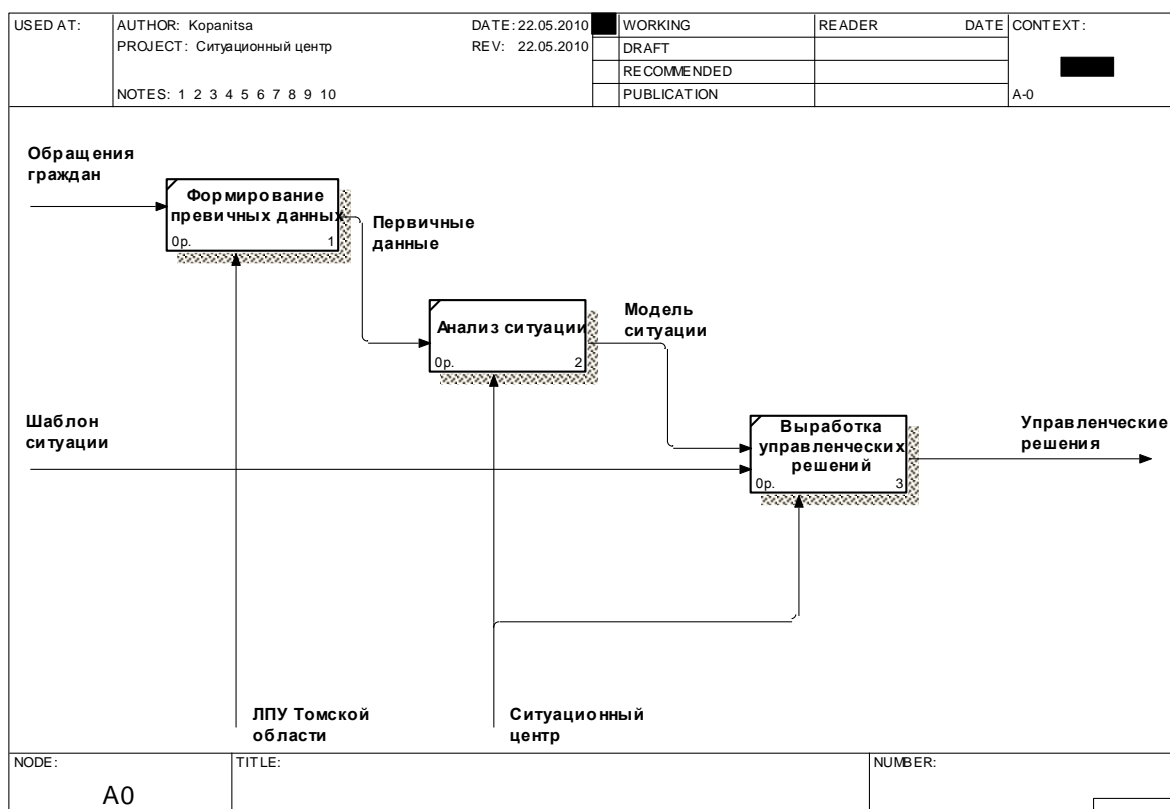 USED AT:
AUTHOR: Kopanitsa
DATE: 22.05.2010
WORKING
READER
DATE
CONTEXT:
PROJECT: Ситуационный центр
REV: 22.05.2010
DRAFT
RECOMMENDED
NOTES: 1 2 3 4 5 6 7 8 9 10
PUBLICATION
A-0
Обращения
граждан
Формирование
превичных данных
0р.
1
Первичные
данные
Анализ ситуации
0р.
2
Модель
ситуации
Шаблон
ситуации
Выработка
управленческих
решений
0р.
3
Управленческие
решения
ЛПУ Томской
области
Ситуационный
центр
NODE:
TITLE:
NUMBER:
A0